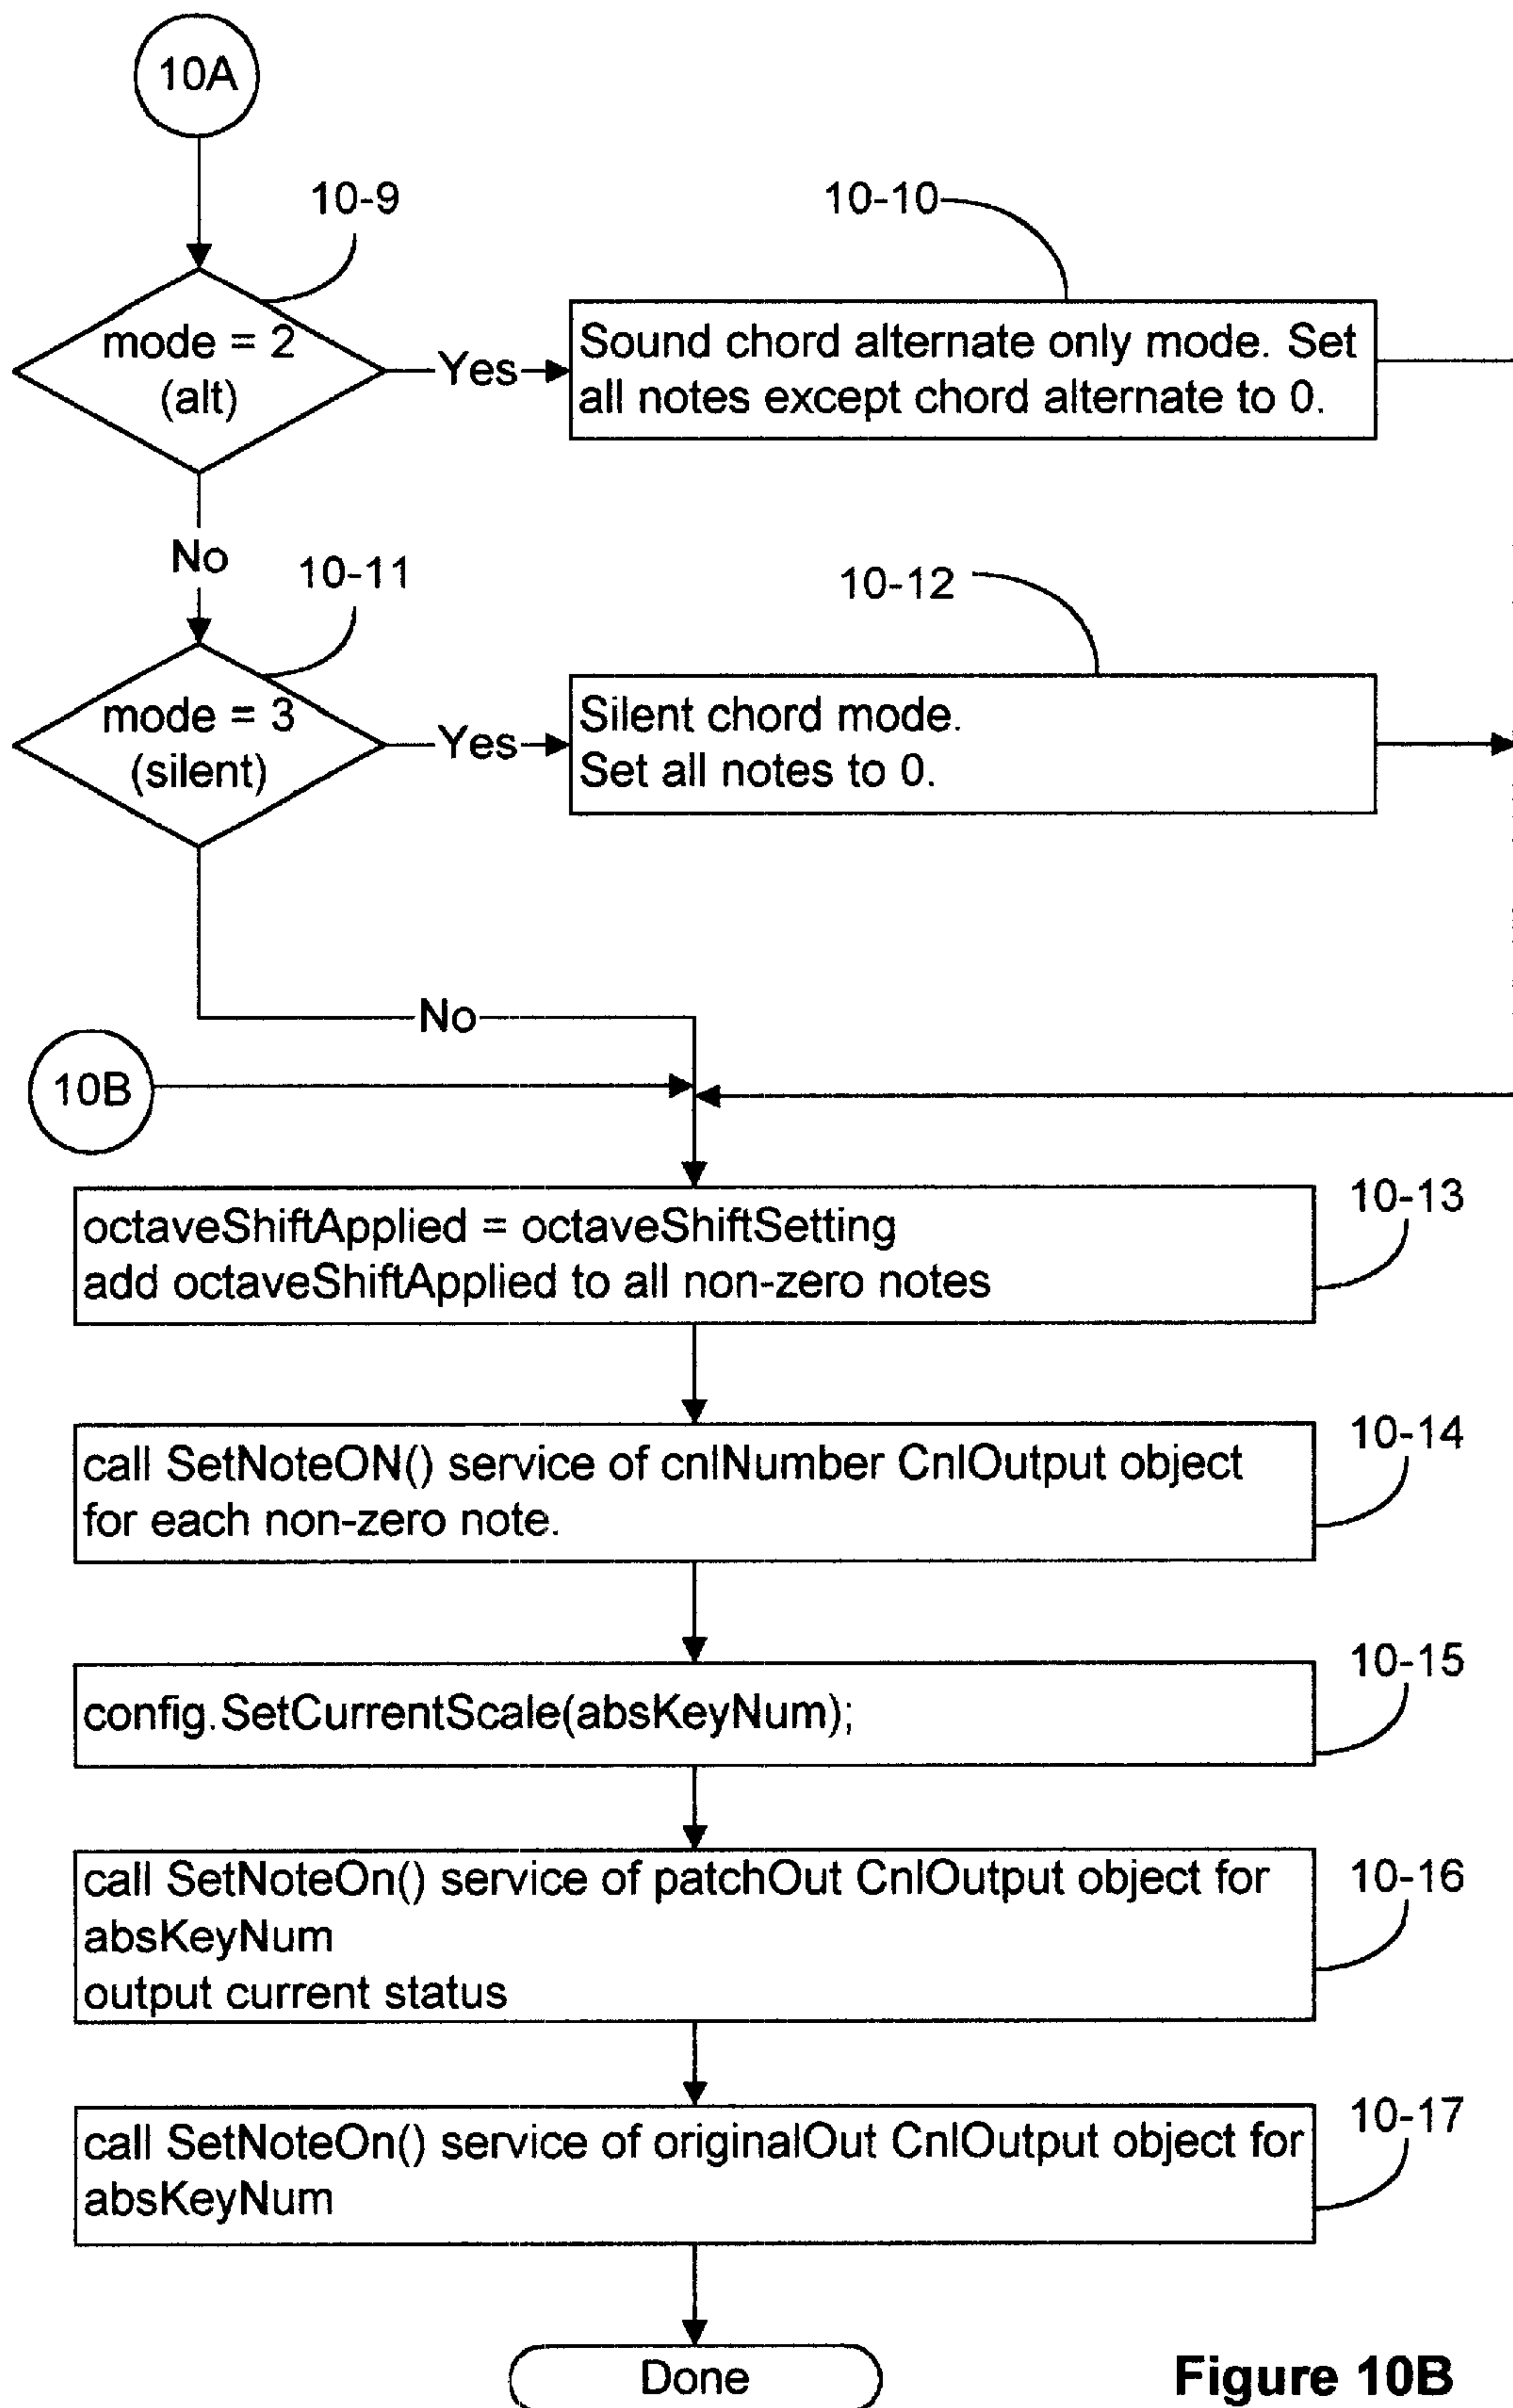 10A
10-9
10-10
mode = 2
(alt)
Yes
Sound chord alternate only mode. Set
all notes except chord alternate to 0.
No
10-11
10-12
mode = 3
(silent)
Yes
Silent chord mode.
Set all notes to 0.
No
10B
10-13
octaveShiftApplied = octaveShiftSetting
add octaveShiftApplied to all non-zero notes
10-14
call SetNoteON() service of cnlNumber CnlOutput object
for each non-zero note.
10-15
config.SetCurrentScale(absKeyNum);
10-16
call SetNoteOn() service of patchOut CnlOutput object for
absKeyNum
output current status
10-17
call SetNoteOn() service of originalOut CnlOutput object for
absKeyNum
Done
Figure 10B